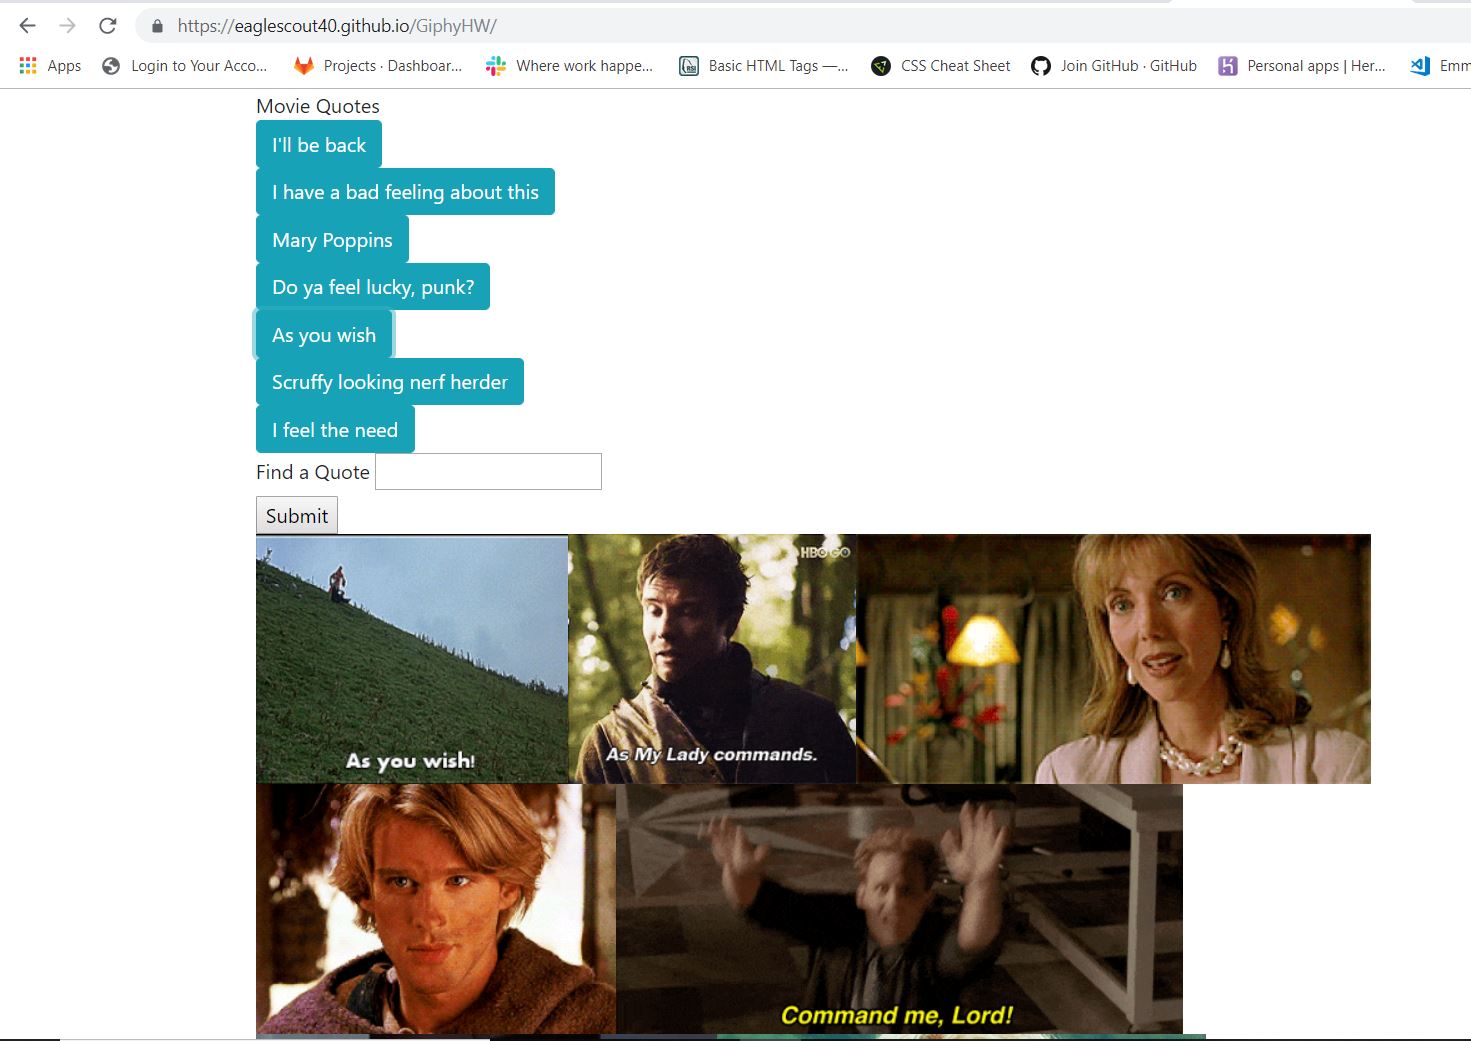 https://eaglescout40.github.io/GiphyHW/
Apps Login to Your Acco... Projects · Dashboar... Where work happe... Basic HTML Tags —... CSS Cheat Sheet Join GitHub · GitHub Personal apps | Her... Emm
Movie Quotes
I'll be back
I have a bad feeling about this
Mary Poppins
Do ya feel lucky, punk?
As you wish
Scruffy looking nerf herder
I feel the need
Find a Quote
Submit
HBO GO
As you wish!
As My Lady commands.
Command me, Lord!